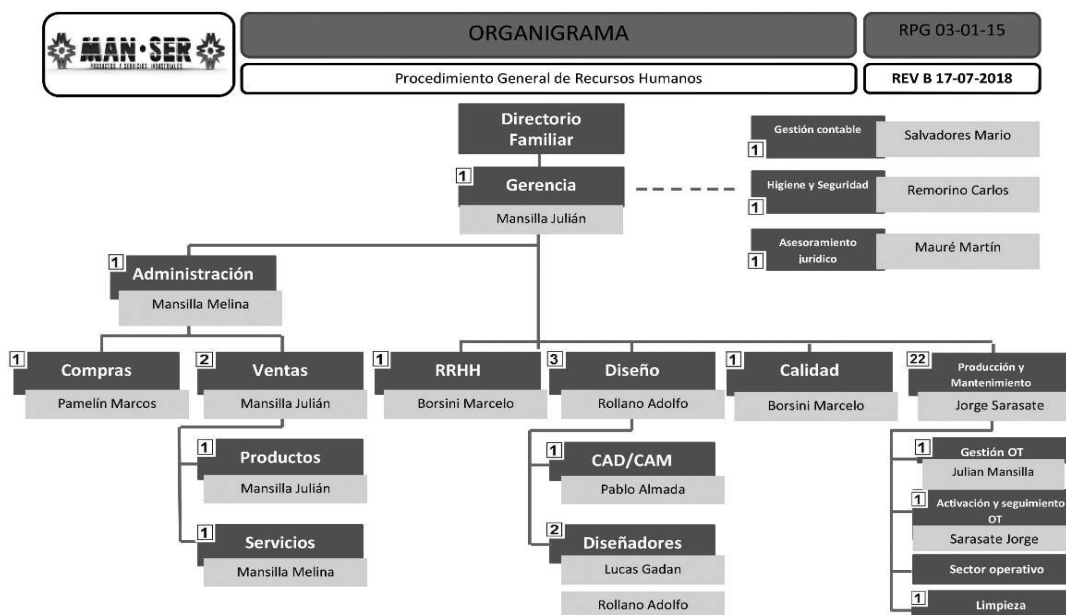 MAN·SER
PRODUCTOS Y SERVICIOS INDUSTRIALES
ORGANIGRAMA
RPG 03-01-15
Procedimiento General de Recursos Humanos
REV B 17-07-2018
Directorio
Familiar
1
Gerencia
Mansilla Julián
Gestión contable
1
Salvadores Mario
Higiene y Seguridad
1
Remorino Carlos
Asesoramiento
jurídico
1
Mauré Martín
1
Administración
Mansilla Melina
1
Compras
Pamelín Marcos
2
Ventas
Mansilla Julián
1
RRHH
Borsini Marcelo
3
Diseño
Rollano Adolfo
1
Calidad
Borsini Marcelo
22
Producción y
Mantenimiento
Jorge Sarasate
1
Productos
Mansilla Julián
1
Servicios
Mansilla Melina
1
CAD/CAM
Pablo Almada
2
Diseñadores
Lucas Gadan
Rollano Adolfo
1
Gestión OT
Julian Mansilla
1
Activación y seguimiento
OT
Sarasate Jorge
Sector operativo
1
Limpieza